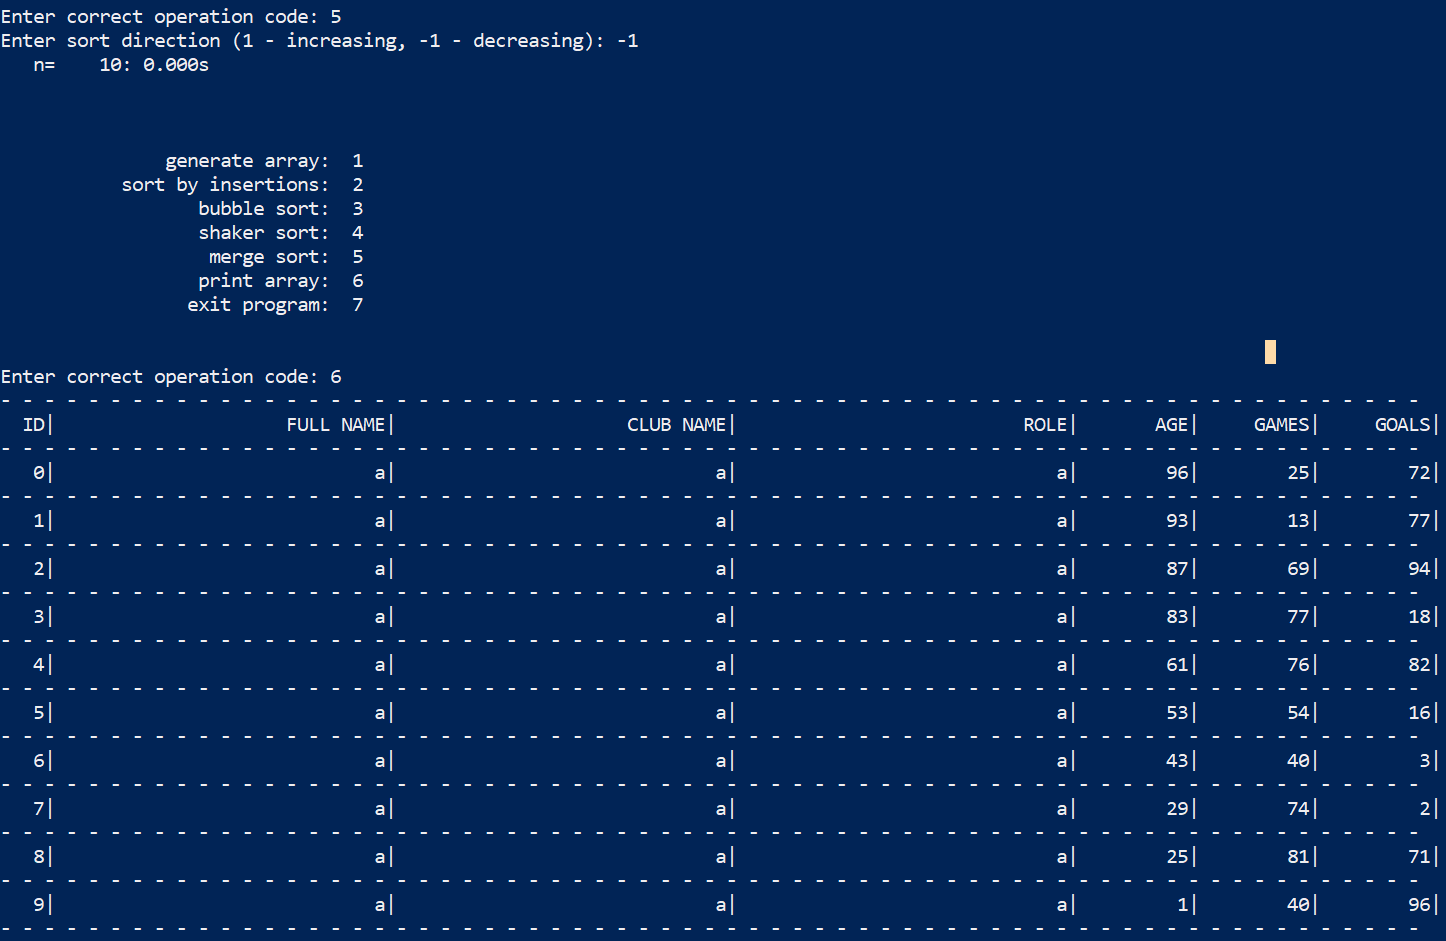 Enter correct operation code: 5
Enter sort direction (1 - increasing, -1 - decreasing): -1
   n=    10: 0.000s
               generate array:  1
           sort by insertions:  2
                  bubble sort:  3
                  shaker sort:  4
                   merge sort:  5
                  print array:  6
                 exit program:  7
Enter correct operation code: 6
- - - - - - - - - - - - - - - - - - - - - - - - - - - - - - - - - - - - - - - - - - - - - - - - - - - - - - - - - - - - - - - - -
  ID|                     FULL NAME|                     CLUB NAME|                          ROLE|       AGE|     GAMES|     GOALS|
- - - - - - - - - - - - - - - - - - - - - - - - - - - - - - - - - - - - - - - - - - - - - - - - - - - - - - - - - - - - - - - - -
   0|                             a|                             a|                             a|        96|        25|        72|
- - - - - - - - - - - - - - - - - - - - - - - - - - - - - - - - - - - - - - - - - - - - - - - - - - - - - - - - - - - - - - - - -
   1|                             a|                             a|                             a|        93|        13|        77|
- - - - - - - - - - - - - - - - - - - - - - - - - - - - - - - - - - - - - - - - - - - - - - - - - - - - - - - - - - - - - - - - -
   2|                             a|                             a|                             a|        87|        69|        94|
- - - - - - - - - - - - - - - - - - - - - - - - - - - - - - - - - - - - - - - - - - - - - - - - - - - - - - - - - - - - - - - - -
   3|                             a|                             a|                             a|        83|        77|        18|
- - - - - - - - - - - - - - - - - - - - - - - - - - - - - - - - - - - - - - - - - - - - - - - - - - - - - - - - - - - - - - - - -
   4|                             a|                             a|                             a|        61|        76|        82|
- - - - - - - - - - - - - - - - - - - - - - - - - - - - - - - - - - - - - - - - - - - - - - - - - - - - - - - - - - - - - - - - -
   5|                             a|                             a|                             a|        53|        54|        16|
- - - - - - - - - - - - - - - - - - - - - - - - - - - - - - - - - - - - - - - - - - - - - - - - - - - - - - - - - - - - - - - - -
   6|                             a|                             a|                             a|        43|        40|         3|
- - - - - - - - - - - - - - - - - - - - - - - - - - - - - - - - - - - - - - - - - - - - - - - - - - - - - - - - - - - - - - - - -
   7|                             a|                             a|                             a|        29|        74|         2|
- - - - - - - - - - - - - - - - - - - - - - - - - - - - - - - - - - - - - - - - - - - - - - - - - - - - - - - - - - - - - - - - -
   8|                             a|                             a|                             a|        25|        81|        71|
- - - - - - - - - - - - - - - - - - - - - - - - - - - - - - - - - - - - - - - - - - - - - - - - - - - - - - - - - - - - - - - - -
   9|                             a|                             a|                             a|         1|        40|        96|
- - - - - - - - - - - - - - - - - - - - - - - - - - - - - - - - - - - - - - - - - - - - - - - - - - - - - - - - - - - - - - - - -